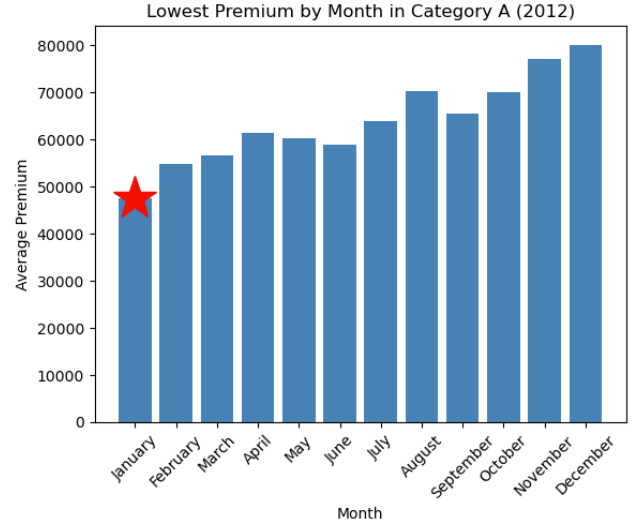 Lowest Premium by Month in Category A (2012)
Average Premium
80000
70000
60000
50000
40000
30000
20000
10000
0
January
February
March
April
May
June
July
August
September
October
November
December
Month